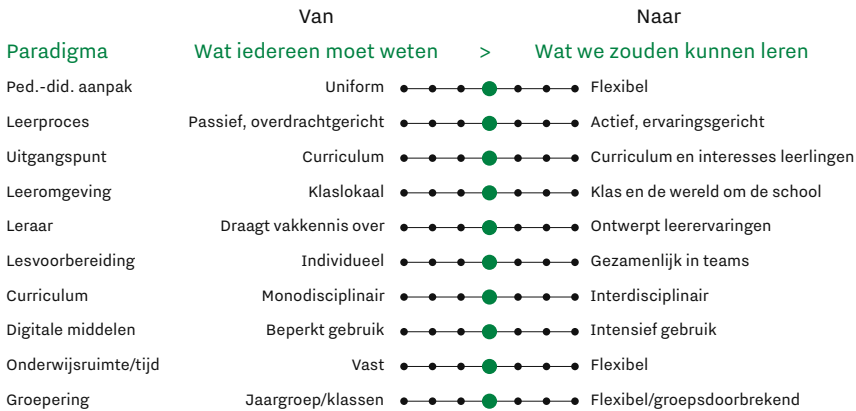 Van Naar
Paradigma Wat iedereen moet weten > Wat we zouden kunnen leren
Ped.-did. aanpak Uniform Flexibel
Leerproces Passief, overdrachtgericht Actief, ervaringsgericht
Uitgangspunt Curriculum Curriculum en interesses leerlingen
Leeromgeving Klaslokaal Klas en de wereld om de school
Leraar Draagt vakkennis over Ontwerpt leerervaringen
Lesvoorbereiding Individueel Gezamenlijk in teams
Curriculum Monodisciplinair Interdisciplinair
Digitale middelen Beperkt gebruik Intensief gebruik
Onderwijsruimte/tijd Vast Flexibel
Groepering Jaargroep/klassen Flexibel/groepsdoorbrekend